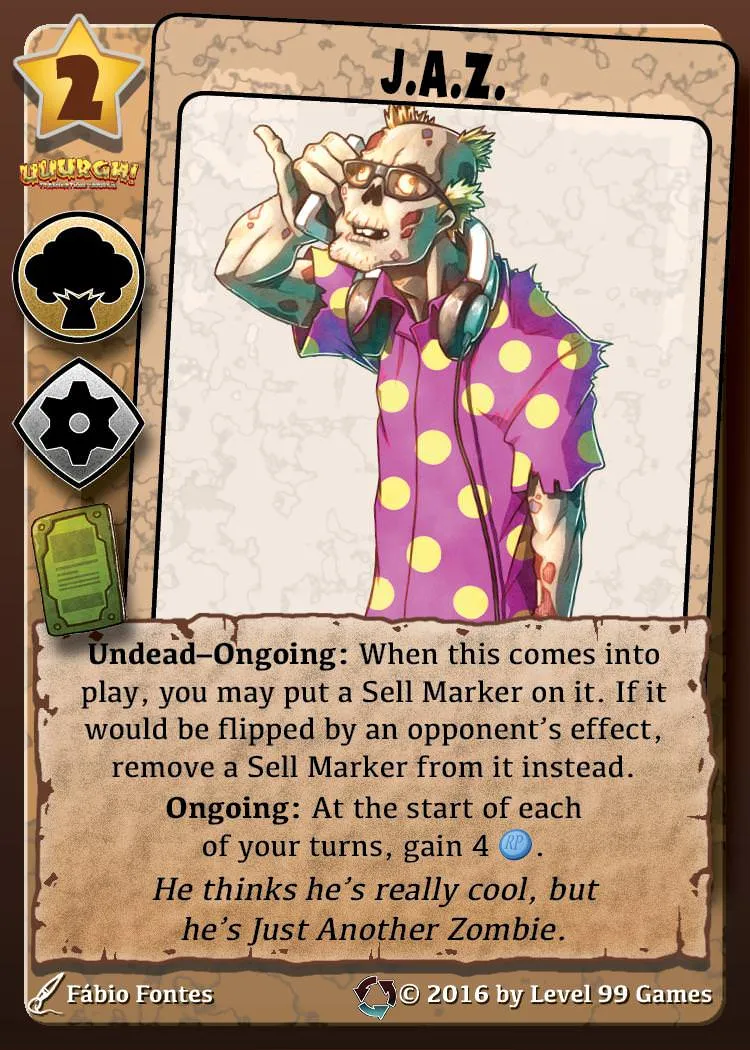 J.A.Z.
2
UUURGH!
Undead–Ongoing: When this comes into
play, you may put a Sell Marker on it. If it
would be flipped by an opponent's effect,
remove a Sell Marker from it instead.
Ongoing: At the start of each
of your turns, gain 4 RP.
He thinks he's really cool, but
he's Just Another Zombie.
Fábio Fontes
© 2016 by Level 99 Games